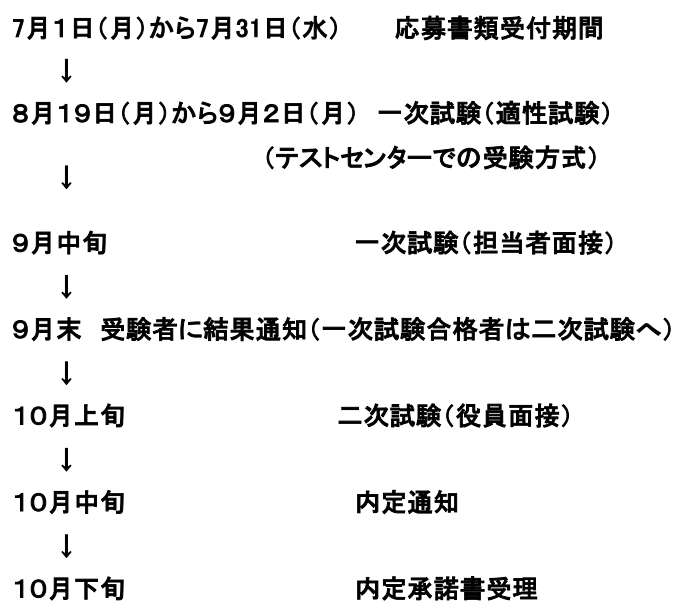 7月１日（月）から7月31日（水）　　応募書類受付期間
↓
８月１９日（月）から９月２日（月）　一次試験（適性試験）
（テストセンターでの受験方式）
↓
９月中旬　　　　　　　　　　一次試験（担当者面接）
↓
９月末　受験者に結果通知（一次試験合格者は二次試験へ）
↓
１０月上旬　　　　　　　　　二次試験（役員面接）
↓
１０月中旬　　　　　　　　　　内定通知
↓
１０月下旬　　　　　　　　　　内定承諾書受理